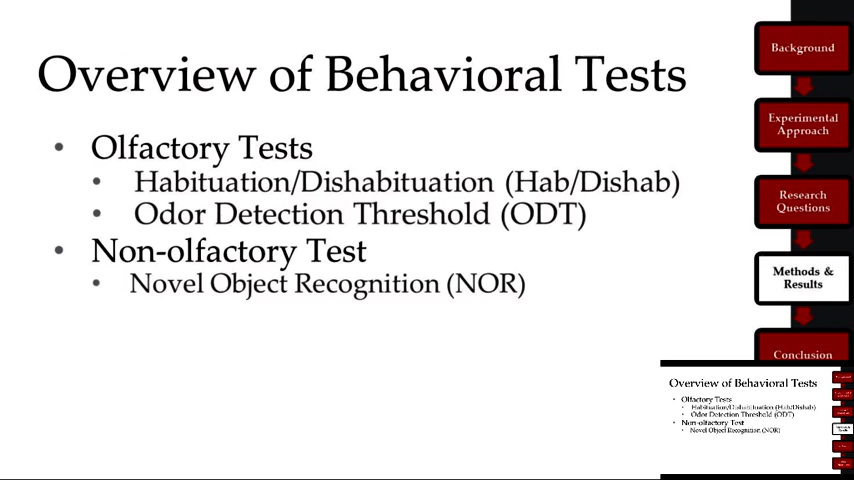 Overview of Behavioral Tests
• Olfactory Tests
• Habituation/Dishabituation (Hab/Dishab)
• Odor Detection Threshold (ODT)
• Non-olfactory Test
• Novel Object Recognition (NOR)
Background
Experimental
Approach
Research
Questions
Methods &
Results
Conclusion
Overview of Behavioral Tests
• Olfactory Tests
• Habituation/Dishabituation (Hab/Dishab)
• Odor Detection Threshold (ODT)
• Non-olfactory Test
• Novel Object Recognition (NOR)